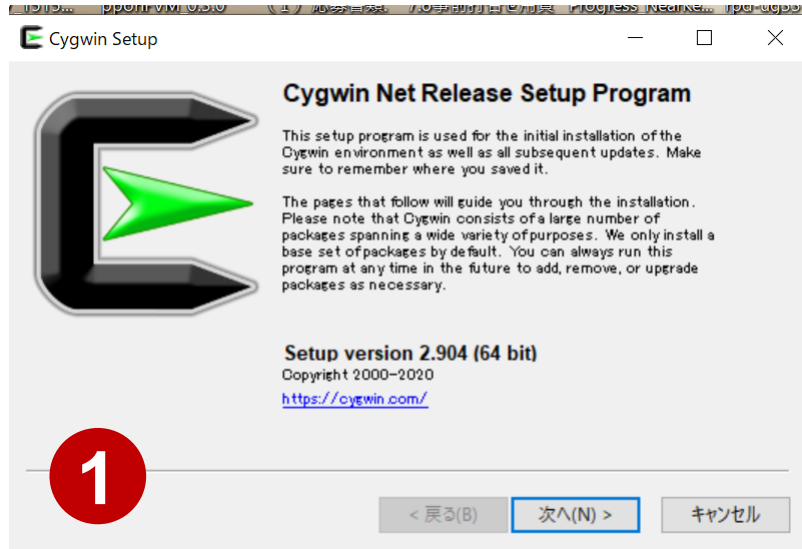 Cygwin Setup
Cygwin Net Release Setup Program
This setup program is used for the initial installation of the
Cygwin environment as well as all subsequent updates. Make
sure to remember where you saved it.
The pages that follow will guide you through the installation.
Please note that Cygwin consists of a large number of
packages spanning a wide variety of purposes. We only install a
base set of packages by default. You can always run this
program at any time in the future to add, remove, or upgrade
packages as necessary.
Setup version 2.904 (64 bit)
Copyright 2000-2020
https://cygwin.com/
1
< 戻る(B)
次へ(N) >
キャンセル